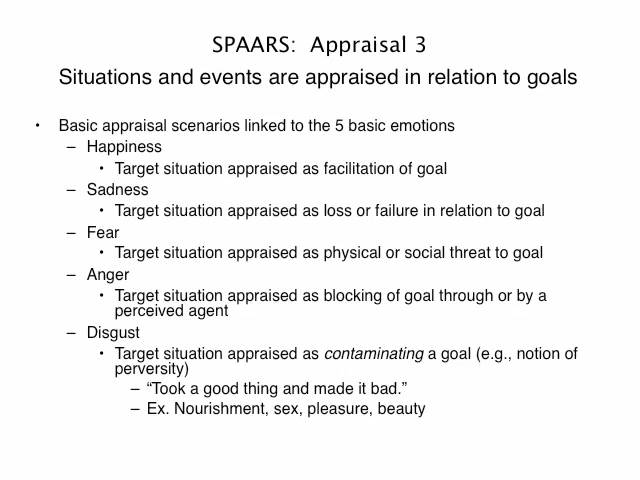 SPAARS: Appraisal 3
Situations and events are appraised in relation to goals
• Basic appraisal scenarios linked to the 5 basic emotions
– Happiness
• Target situation appraised as facilitation of goal
– Sadness
• Target situation appraised as loss or failure in relation to goal
– Fear
• Target situation appraised as physical or social threat to goal
– Anger
• Target situation appraised as blocking of goal through or by a
perceived agent
– Disgust
• Target situation appraised as contaminating a goal (e.g., notion of
perversity)
– “Took a good thing and made it bad.”
– Ex. Nourishment, sex, pleasure, beauty